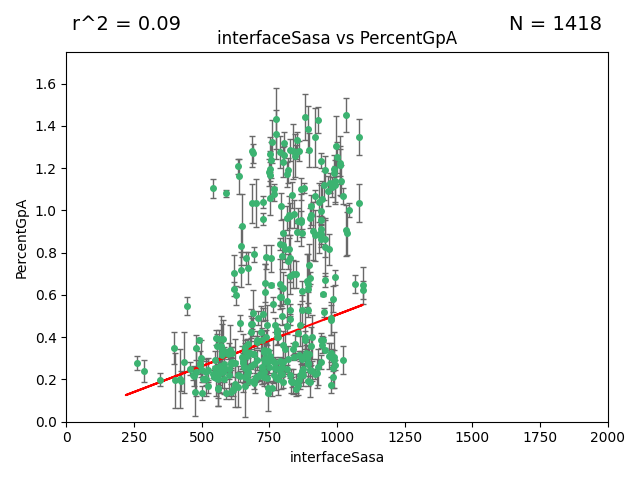 r^2 = 0.09
N = 1418
interfaceSasa vs PercentGpA
1.6
1.4
1.2
1.0
0.8
0.6
0.4
0.2
0.0
PercentGpA
0 250 500 750 1000 1250 1500 1750 2000
interfaceSasa